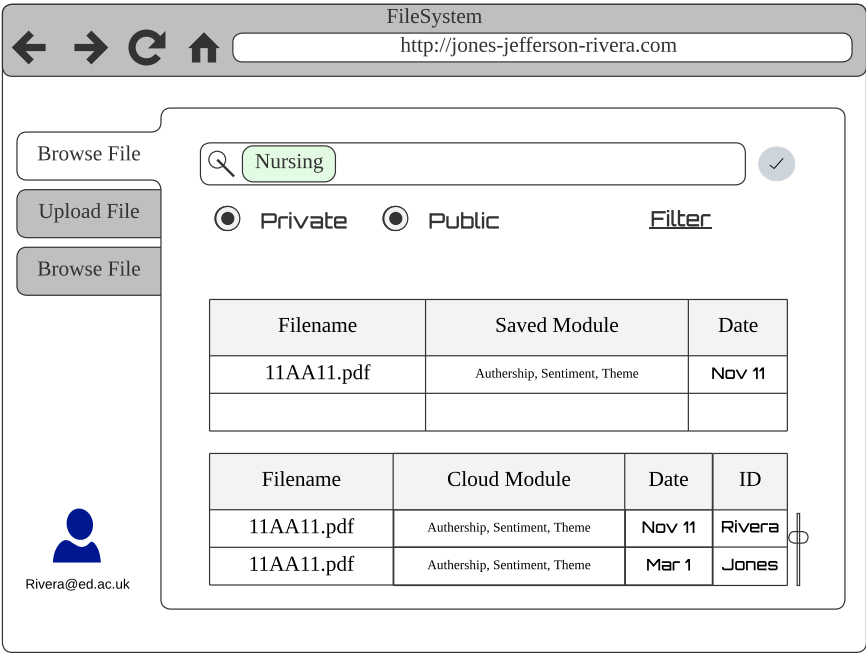 FileSystem
http://jones-jefferson-rivera.com
Browse File
Upload File
Browse File
Nursing
Private
Public
Filter
Filename Saved Module Date
11AA11.pdf Authership, Sentiment, Theme Nov 11
Filename Cloud Module Date ID
11AA11.pdf Authership, Sentiment, Theme Nov 11 Rivera
11AA11.pdf Authership, Sentiment, Theme Mar 1 Jones
Rivera@ed.ac.uk